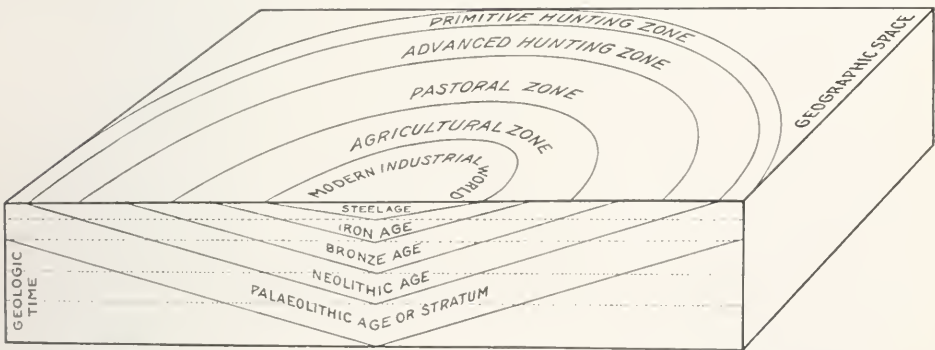 PRIMITIVE HUNTING ZONE
ADVANCED HUNTING ZONE
PASTORAL ZONE
AGRICULTURAL ZONE
MODERN INDUSTRIAL WORLD
GEOGRAPHIC SPACE
STEEL AGE
IRON AGE
BRONZE AGE
NEOLITHIC AGE
PALAEOLITHIC AGE OR STRATUM
GEOLOGIC
TIME